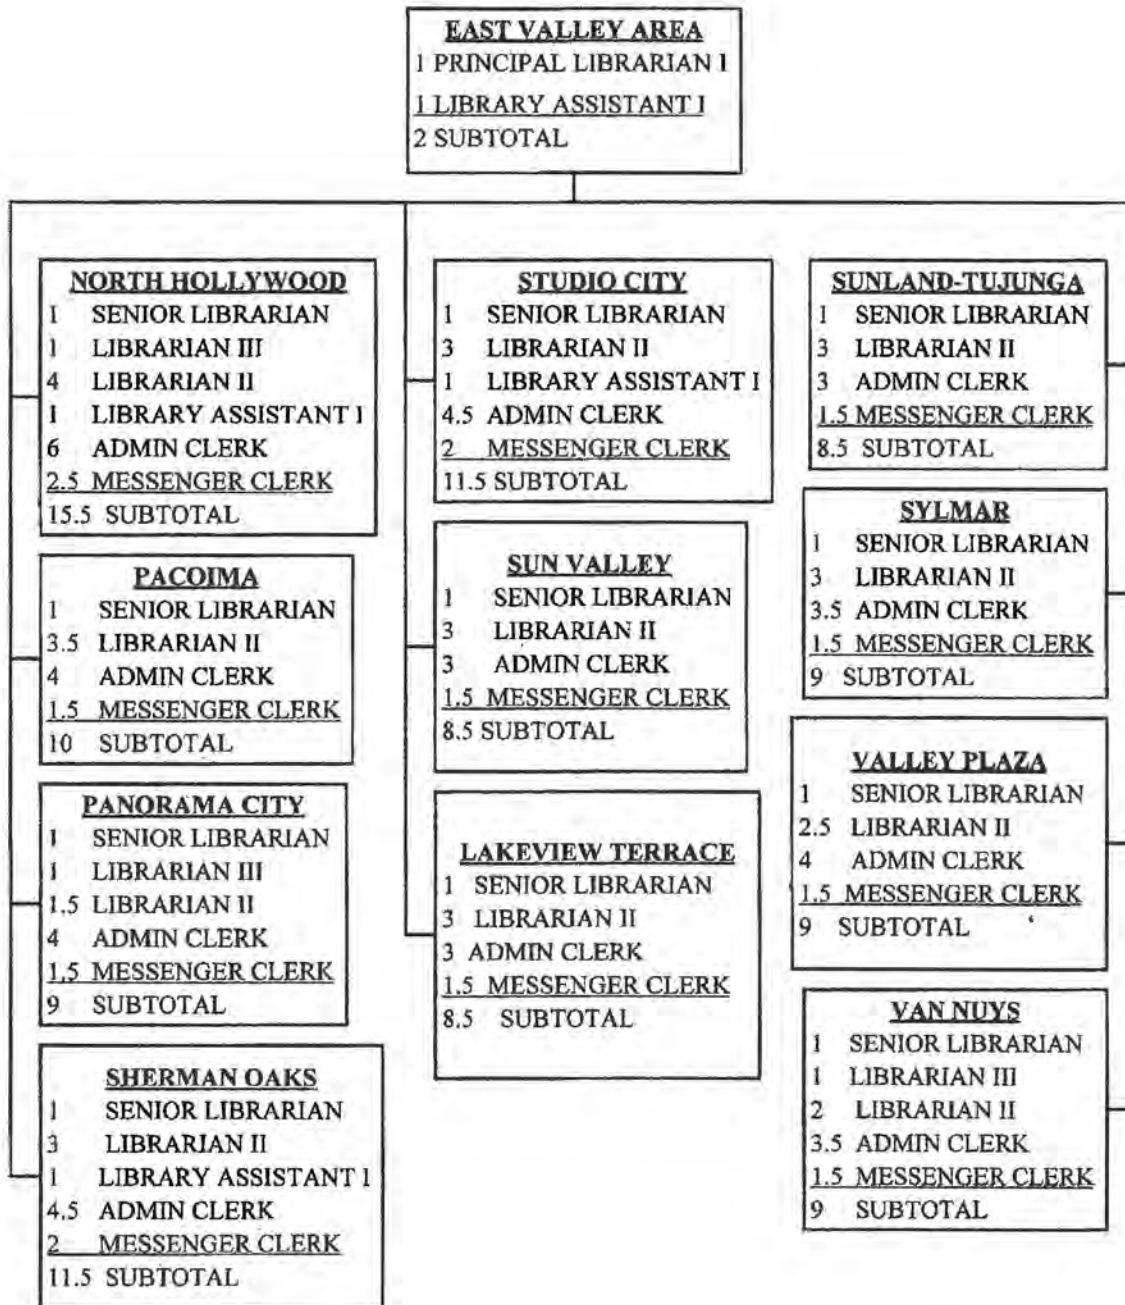 EAST VALLEY AREA
1 PRINCIPAL LIBRARIAN I
1 LIBRARY ASSISTANT I
2 SUBTOTAL
NORTH HOLLYWOOD
1 SENIOR LIBRARIAN
1 LIBRARIAN III
4 LIBRARIAN II
1 LIBRARY ASSISTANT I
6 ADMIN CLERK
2.5 MESSENGER CLERK
15.5 SUBTOTAL
PACOIMA
1 SENIOR LIBRARIAN
3.5 LIBRARIAN II
4 ADMIN CLERK
1.5 MESSENGER CLERK
10 SUBTOTAL
PANORAMA CITY
1 SENIOR LIBRARIAN
1 LIBRARIAN III
1.5 LIBRARIAN II
4 ADMIN CLERK
1.5 MESSENGER CLERK
9 SUBTOTAL
SHERMAN OAKS
1 SENIOR LIBRARIAN
3 LIBRARIAN II
1 LIBRARY ASSISTANT I
4.5 ADMIN CLERK
2 MESSENGER CLERK
11.5 SUBTOTAL
STUDIO CITY
1 SENIOR LIBRARIAN
3 LIBRARIAN II
1 LIBRARY ASSISTANT I
4.5 ADMIN CLERK
2 MESSENGER CLERK
11.5 SUBTOTAL
SUN VALLEY
1 SENIOR LIBRARIAN
3 LIBRARIAN II
3 ADMIN CLERK
1.5 MESSENGER CLERK
8.5 SUBTOTAL
LAKEVIEW TERRACE
1 SENIOR LIBRARIAN
3 LIBRARIAN II
3 ADMIN CLERK
1.5 MESSENGER CLERK
8.5 SUBTOTAL
SUNLAND-TUJUNGA
1 SENIOR LIBRARIAN
3 LIBRARIAN II
3 ADMIN CLERK
1.5 MESSENGER CLERK
8.5 SUBTOTAL
SYLMAR
1 SENIOR LIBRARIAN
3 LIBRARIAN II
3.5 ADMIN CLERK
1.5 MESSENGER CLERK
9 SUBTOTAL
VALLEY PLAZA
1 SENIOR LIBRARIAN
2.5 LIBRARIAN II
4 ADMIN CLERK
1.5 MESSENGER CLERK
9 SUBTOTAL
VAN NUYS
1 SENIOR LIBRARIAN
1 LIBRARIAN III
2 LIBRARIAN II
3.5 ADMIN CLERK
1.5 MESSENGER CLERK
9 SUBTOTAL